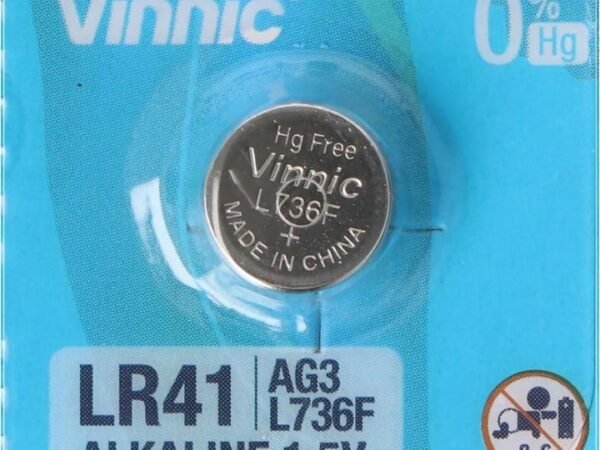 Vinnic
0%
Hg
Hg Free
Vinnic
L736F
+
MADE IN CHINA
LR41
AG3
L736F
ALKALINE 1.5V